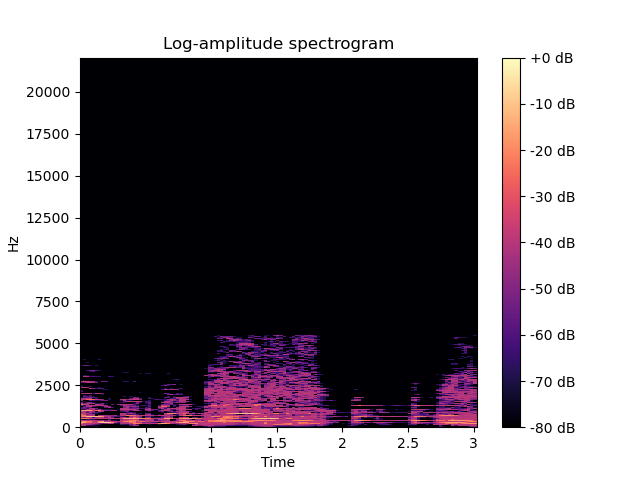 Log-amplitude spectrogram
Hz
20000
17500
15000
12500
10000
7500
5000
2500
0
0
0.5
1
1.5
2
2.5
3
Time
+0 dB
-10 dB
-20 dB
-30 dB
-40 dB
-50 dB
-60 dB
-70 dB
-80 dB